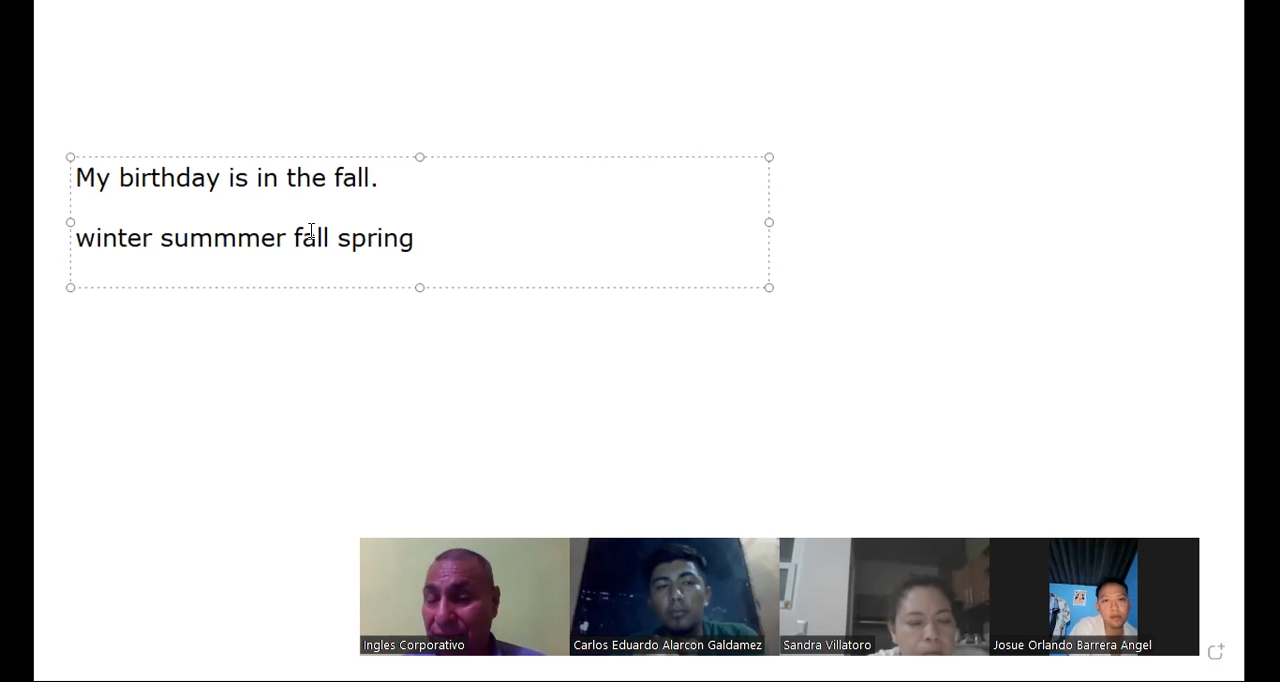 My birthday is in the fall.
winter summmer fall spring
Ingles Corporativo
Carlos Eduardo Alarcon Galdamez
Sandra Villatoro
Josue Orlando Barrera Angel